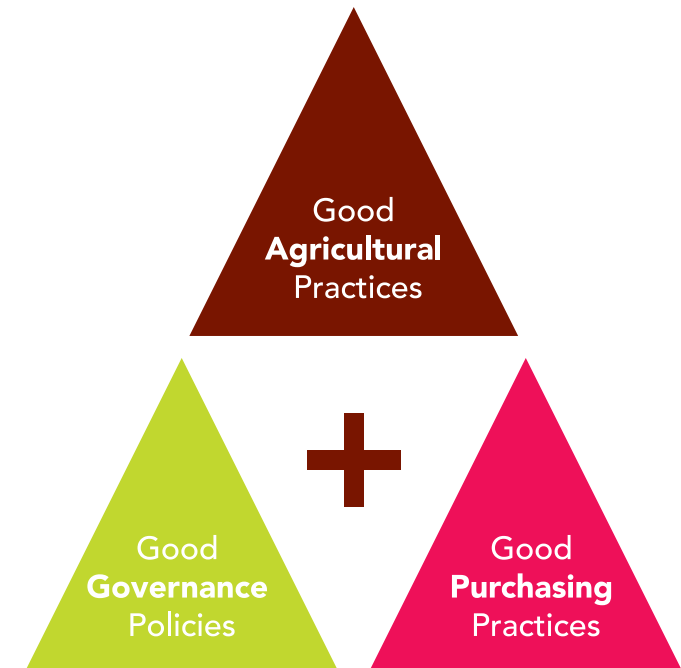 Good
Agricultural
Practices
Good
Governance
Policies
Good
Purchasing
Practices